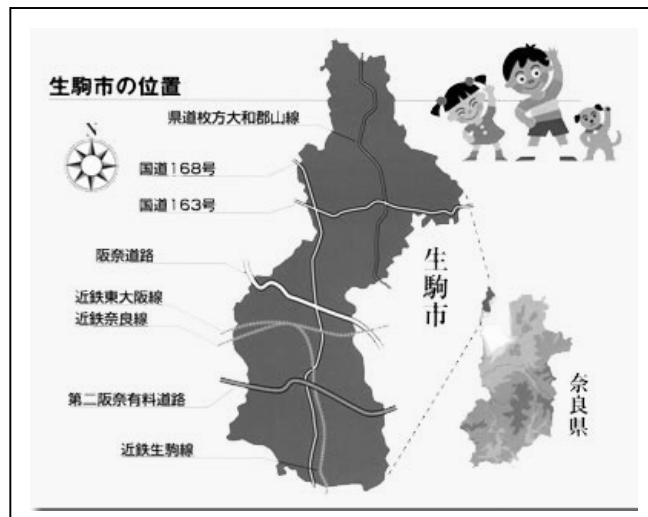 生駒市の位置
県道枚方大和郡山線
N
国道168号
国道163号
阪奈道路
生駒市
近鉄東大阪線
近鉄奈良線
奈良県
第二阪奈有料道路
近鉄生駒線